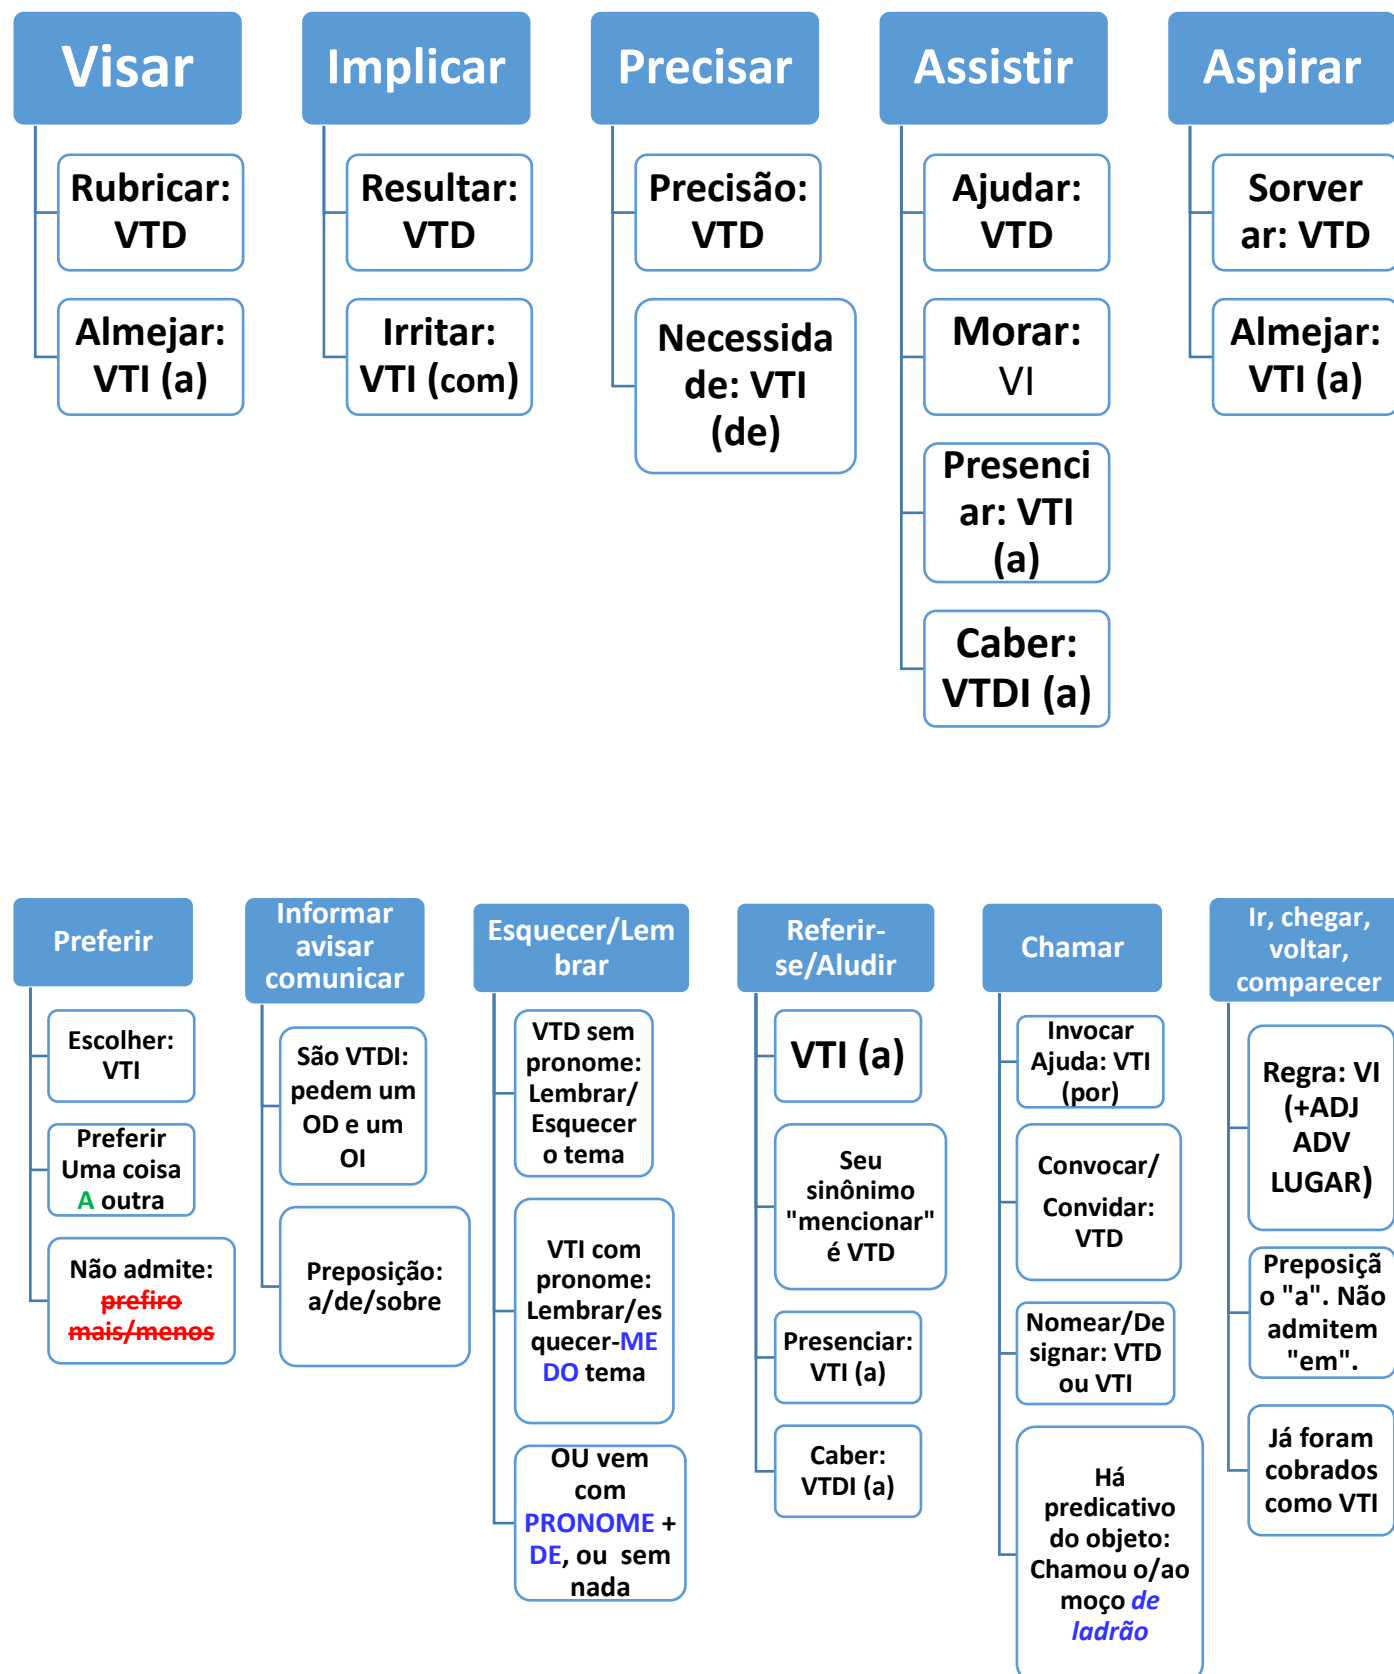 Visar
Rubricar:
VTD
Almejar:
VTI (a)
Implicar
Resultar:
VTD
Irritar:
VTI (com)
Precisar
Precisão:
VTD
Necessida
de: VTI
(de)
Assistir
Ajudar:
VTD
Morar:
VI
Presenci
ar: VTI
(a)
Caber:
VTDI (a)
Aspirar
Sorver
ar: VTD
Almejar:
VTI (a)
Preferir
Escolher:
VTI
Preferir
Uma coisa
A outra
Não admite:
prefiro
mais/menos
Informar
avisar
comunicar
São VTDI:
pedem um
OD e um
OI
Preposição:
a/de/sobre
Esquecer/Lem
brar
VTD sem
pronome:
Lembrar/
Esquecer
o tema
VTI com
pronome:
Lembrar/es
quecer-ME
DO tema
OU vem
com
PRONOME +
DE, ou sem
nada
Referir-
se/Aludir
VTI (a)
Seu
sinônimo
"mencionar"
é VTD
Presenciar:
VTI (a)
Caber:
VTDI (a)
Chamar
Invocar
Ajuda: VTI
(por)
Convocar/
Convidar:
VTD
Nomear/De
signar: VTD
ou VTI
Há
predicativo
do objeto:
Chamou o/ao
moço de
ladrão
Ir, chegar,
voltar,
comparecer
Regra: VI
(+ADJ
ADV
LUGAR)
Preposiçã
o "a". Não
admitem
"em".
Já foram
cobrados
como VTI